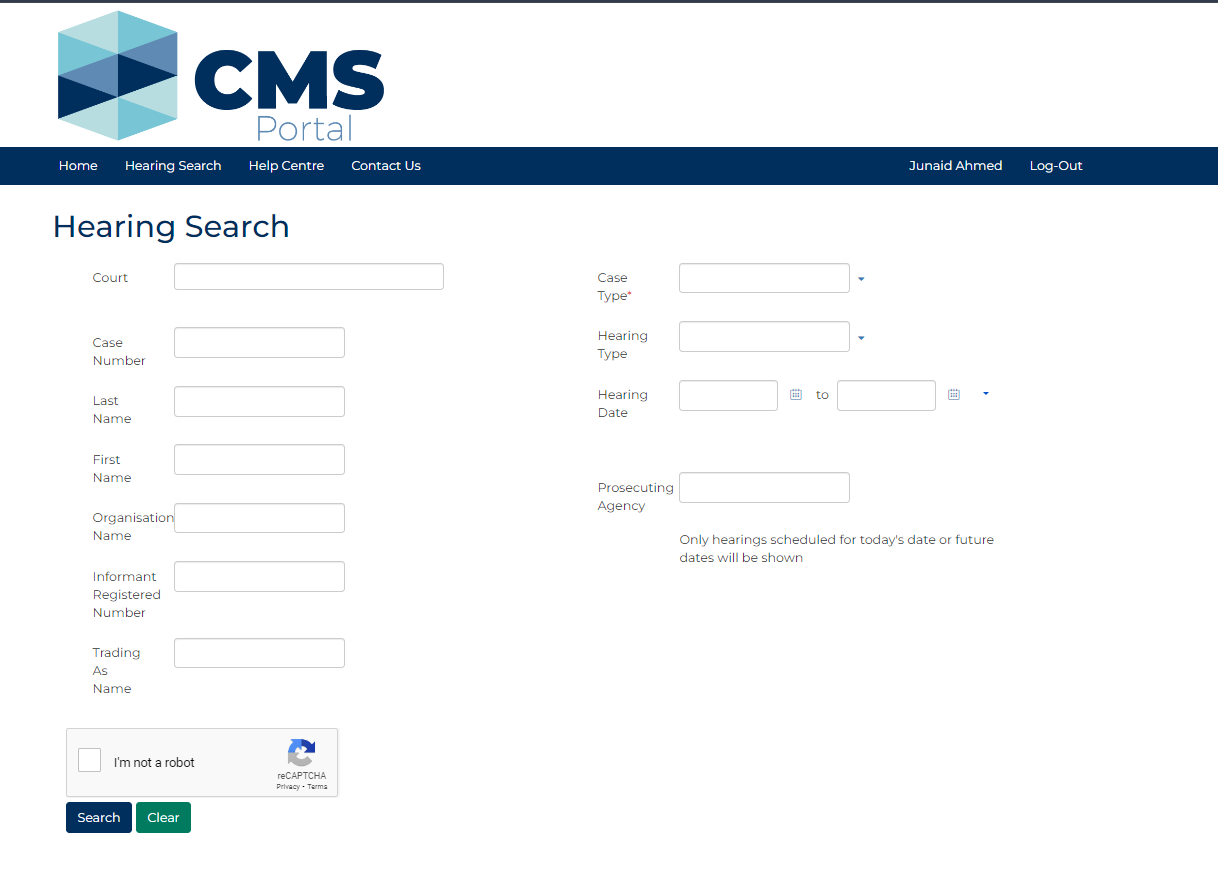 CMS
Portal
Home Hearing Search Help Centre Contact Us Junaid Ahmed Log-Out
Hearing Search
Court
Case
Number
Last
Name
First
Name
Organisation
Name
Informant
Registered
Number
Trading
As
Name
Case
Type*
Hearing
Type
Hearing
Date
to
Prosecuting
Agency
Only hearings scheduled for today's date or future
dates will be shown
I'm not a robot
reCAPTCHA
Privacy - Terms
Search Clear